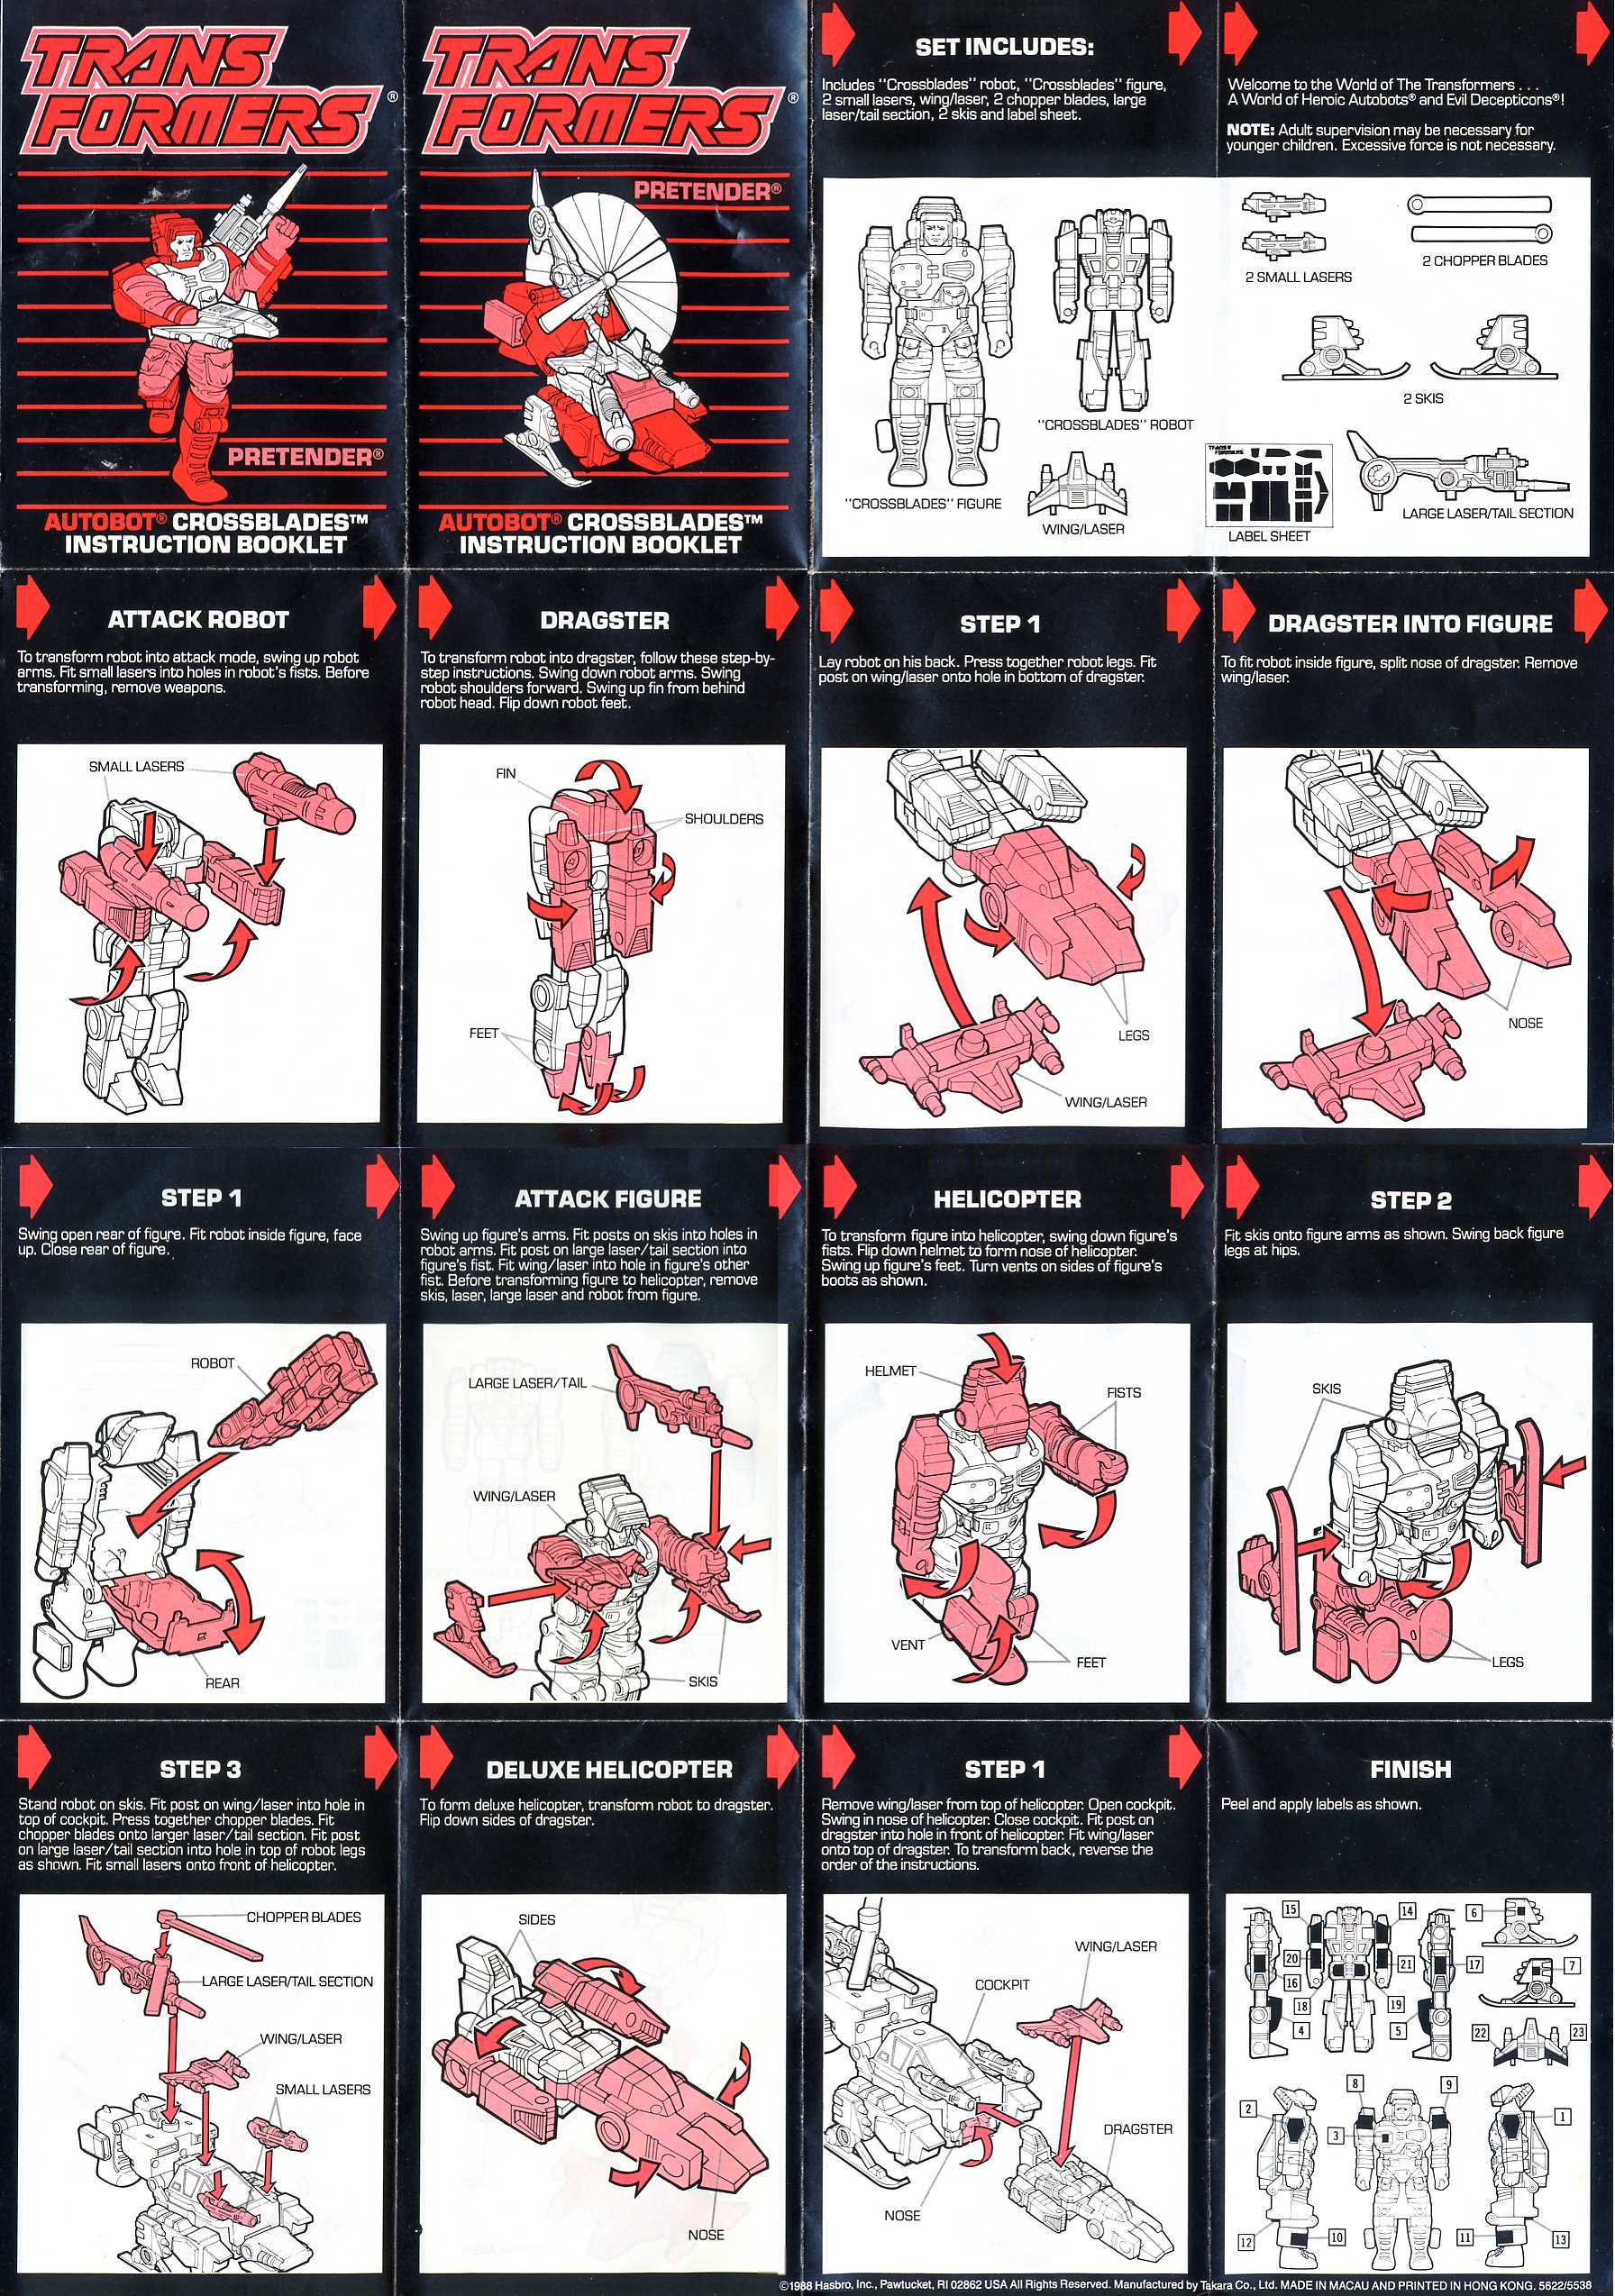 TRANS
FORMERS®
PRETENDER®
AUTOBOT® CROSSBLADES™
INSTRUCTION BOOKLET
TRANS
FORMERS®
PRETENDER®
AUTOBOT® CROSSBLADES™
INSTRUCTION BOOKLET
SET INCLUDES:
Includes "Crossblades" robot, "Crossblades" figure,
2 small lasers, wing/laser, 2 chopper blades, large
laser/tail section, 2 skis and label sheet.
Welcome to the World of The Transformers . . .
A World of Heroic Autobots® and Evil Decepticons®!
NOTE: Adult supervision may be necessary for
younger children. Excessive force is not necessary.
2 SMALL LASERS
2 CHOPPER BLADES
2 SKIS
"CROSSBLADES" ROBOT
"CROSSBLADES" FIGURE
WING/LASER
TRANS
FORMERS
LABEL SHEET
LARGE LASER/TAIL SECTION
ATTACK ROBOT
To transform robot into attack mode, swing up robot
arms. Fit small lasers into holes in robot's fists. Before
transforming, remove weapons.
SMALL LASERS
DRAGSTER
To transform robot into dragster, follow these step-by-
step instructions. Swing down robot arms. Swing
robot shoulders forward. Swing up fin from behind
robot head. Flip down robot feet.
FIN
SHOULDERS
FEET
STEP 1
Lay robot on his back. Press together robot legs. Fit
post on wing/laser onto hole in bottom of dragster.
LEGS
WING/LASER
DRAGSTER INTO FIGURE
To fit robot inside figure, split nose of dragster. Remove
wing/laser.
NOSE
STEP 1
Swing open rear of figure. Fit robot inside figure, face
up. Close rear of figure.
ROBOT
REAR
ATTACK FIGURE
Swing up figure's arms. Fit posts on skis into holes in
robot arms. Fit post on large laser/tail section into
figure's fist. Fit wing/laser into hole in figure's other
fist. Before transforming figure to helicopter, remove
skis, laser, large laser and robot from figure.
LARGE LASER/TAIL
WING/LASER
SKIS
HELICOPTER
To transform figure into helicopter, swing down figure's
fists. Flip down helmet to form nose of helicopter.
Swing up figure's feet. Turn vents on sides of figure's
boots as shown.
HELMET
FISTS
VENT
FEET
STEP 2
Fit skis onto figure arms as shown. Swing back figure
legs at hips.
SKIS
LEGS
STEP 3
Stand robot on skis. Fit post on wing/laser into hole in
top of cockpit. Press together chopper blades. Fit
chopper blades onto larger laser/tail section. Fit post
on large laser/tail section into hole in top of robot legs
as shown. Fit small lasers onto front of helicopter.
CHOPPER BLADES
LARGE LASER/TAIL SECTION
WING/LASER
SMALL LASERS
DELUXE HELICOPTER
To form deluxe helicopter, transform robot to dragster.
Flip down sides of dragster.
SIDES
NOSE
STEP 1
Remove wing/laser from top of helicopter. Open cockpit.
Swing in nose of helicopter. Close cockpit. Fit post on
dragster into hole in front of helicopter. Fit wing/laser
onto top of dragster. To transform back, reverse the
order of the instructions.
WING/LASER
COCKPIT
DRAGSTER
NOSE
FINISH
Peel and apply labels as shown.
15 14 6
20 21 17 7
16
18 19
4 5 22 23
8 9
2 1
3
12 10 11 13
©1988 Hasbro, Inc., Pawtucket, RI 02862 USA All Rights Reserved. Manufactured by Takara Co., Ltd. MADE IN MACAU AND PRINTED IN HONG KONG. 5622/5538